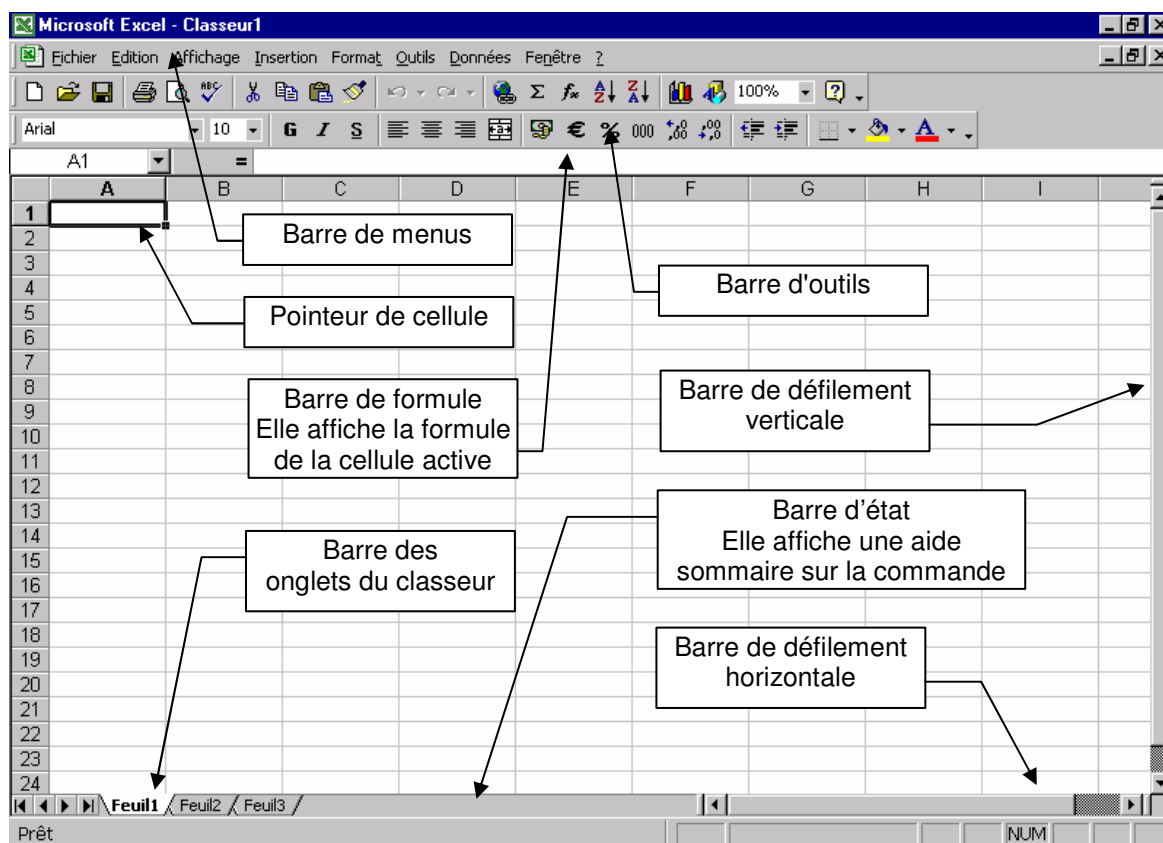 Microsoft Excel - Classeur1
Fichier Edition Affichage Insertion Format Outils Données Fenêtre ?
ABC Σ fx A Z Z A 100% ?
Arial 10 G I S € % 000 ,00 ,00 A
A1 =
A B C D E F G H I
1
2
Barre de menus
3
4
Barre d'outils
5
Pointeur de cellule
6
7
8
Barre de formule
Elle affiche la formule
de la cellule active
Barre de défilement
verticale
9
10
11
12
13
Barre d’état
Elle affiche une aide
sommaire sur la commande
14
15
Barre des
onglets du classeur
16
17
18
19
Barre de défilement
horizontale
20
21
22
23
24
Feuil1 Feuil2 Feuil3
Prêt NUM